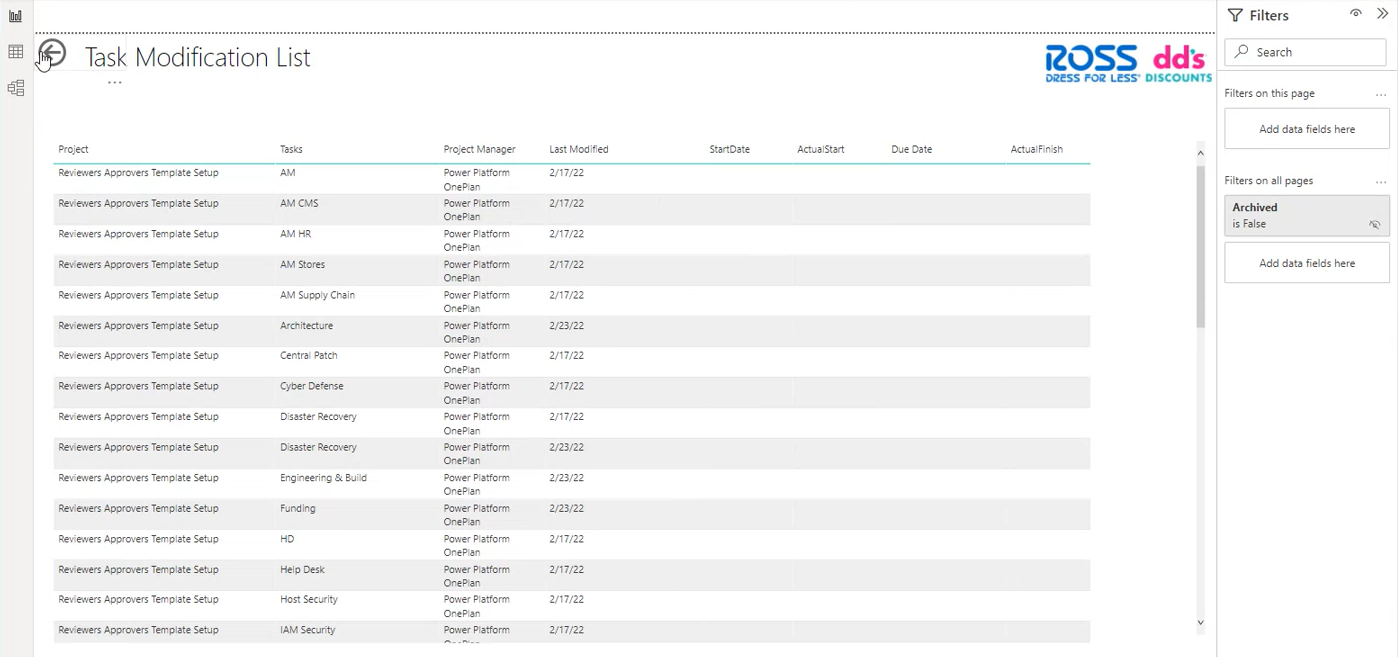 Task Modification List
...
ROSS
DRESS FOR LESS®
dd's
DISCOUNTS
Project Tasks Project Manager Last Modified StartDate ActualStart Due Date ActualFinish
Reviewers Approvers Template Setup AM Power Platform OnePlan 2/17/22
Reviewers Approvers Template Setup AM CMS Power Platform OnePlan 2/17/22
Reviewers Approvers Template Setup AM HR Power Platform OnePlan 2/17/22
Reviewers Approvers Template Setup AM Stores Power Platform OnePlan 2/17/22
Reviewers Approvers Template Setup AM Supply Chain Power Platform OnePlan 2/17/22
Reviewers Approvers Template Setup Architecture Power Platform OnePlan 2/23/22
Reviewers Approvers Template Setup Central Patch Power Platform OnePlan 2/17/22
Reviewers Approvers Template Setup Cyber Defense Power Platform OnePlan 2/17/22
Reviewers Approvers Template Setup Disaster Recovery Power Platform OnePlan 2/17/22
Reviewers Approvers Template Setup Disaster Recovery Power Platform OnePlan 2/23/22
Reviewers Approvers Template Setup Engineering & Build Power Platform OnePlan 2/23/22
Reviewers Approvers Template Setup Funding Power Platform OnePlan 2/23/22
Reviewers Approvers Template Setup HD Power Platform OnePlan 2/17/22
Reviewers Approvers Template Setup Help Desk Power Platform OnePlan 2/17/22
Reviewers Approvers Template Setup Host Security Power Platform OnePlan 2/17/22
Reviewers Approvers Template Setup IAM Security Power Platform 2/17/22
Filters
Search
Filters on this page ...
Add data fields here
Filters on all pages ...
Archived
is False
Add data fields here